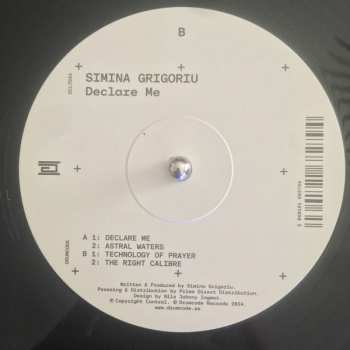 B
SIMINA GRIGORIU
Declare Me
A 1: DECLARE ME
2: ASTRAL WATERS
B 1: TECHNOLOGY OF PRAYER
2: THE RIGHT CALIBRE
Written & Produced by Simina Grigoriu.
Pressing & Distribution by Prime Direct Distribution.
Design by Nils Johnny Ingwei.
© Copyright Control. ℗ Drumcode Records 2024.
www.drumcode.se